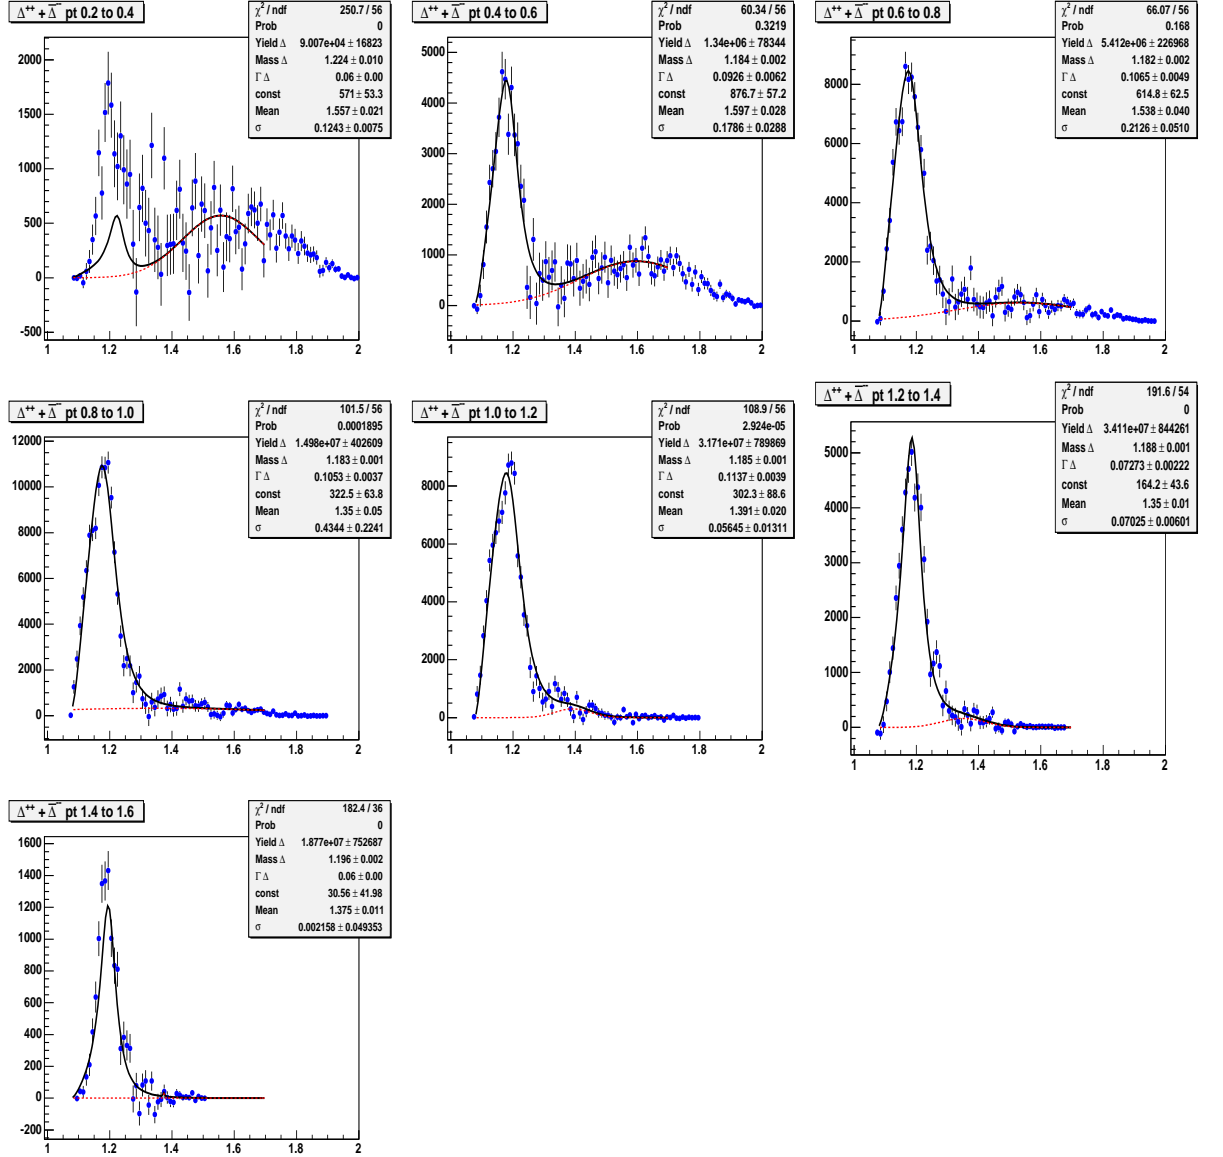 Δ⁺⁺ + Δ̅⁻⁻ pt 0.2 to 0.4
χ² / ndf 250.7 / 56
Prob 0
Yield Δ 9.007e+04 ± 16823
Mass Δ 1.224 ± 0.010
Γ Δ 0.06 ± 0.00
const 571 ± 53.3
Mean 1.557 ± 0.021
σ 0.1243 ± 0.0075
2000
1500
1000
500
0
-500
1 1.2 1.4 1.6 1.8 2
Δ⁺⁺ + Δ̅⁻⁻ pt 0.4 to 0.6
χ² / ndf 60.34 / 56
Prob 0.3219
Yield Δ 1.34e+06 ± 78344
Mass Δ 1.184 ± 0.002
Γ Δ 0.0926 ± 0.0062
const 876.7 ± 57.2
Mean 1.597 ± 0.028
σ 0.1786 ± 0.0288
5000
4000
3000
2000
1000
0
1 1.2 1.4 1.6 1.8 2
Δ⁺⁺ + Δ̅⁻⁻ pt 0.6 to 0.8
χ² / ndf 66.07 / 56
Prob 0.168
Yield Δ 5.412e+06 ± 226968
Mass Δ 1.182 ± 0.002
Γ Δ 0.1065 ± 0.0049
const 614.8 ± 62.5
Mean 1.538 ± 0.040
σ 0.2126 ± 0.0510
8000
6000
4000
2000
0
1 1.2 1.4 1.6 1.8 2
Δ⁺⁺ + Δ̅⁻⁻ pt 0.8 to 1.0
χ² / ndf 101.5 / 56
Prob 0.0001895
Yield Δ 1.498e+07 ± 402609
Mass Δ 1.183 ± 0.001
Γ Δ 0.1053 ± 0.0037
const 322.5 ± 63.8
Mean 1.35 ± 0.05
σ 0.4344 ± 0.2241
12000
10000
8000
6000
4000
2000
0
1 1.2 1.4 1.6 1.8 2
Δ⁺⁺ + Δ̅⁻⁻ pt 1.0 to 1.2
χ² / ndf 108.9 / 56
Prob 2.924e-05
Yield Δ 3.171e+07 ± 789869
Mass Δ 1.185 ± 0.001
Γ Δ 0.1137 ± 0.0039
const 302.3 ± 88.6
Mean 1.391 ± 0.020
σ 0.05645 ± 0.01311
8000
6000
4000
2000
0
1 1.2 1.4 1.6 1.8 2
Δ⁺⁺ + Δ̅⁻⁻ pt 1.2 to 1.4
χ² / ndf 191.6 / 54
Prob 0
Yield Δ 3.411e+07 ± 844261
Mass Δ 1.188 ± 0.001
Γ Δ 0.07273 ± 0.00222
const 164.2 ± 43.6
Mean 1.35 ± 0.01
σ 0.07025 ± 0.00601
5000
4000
3000
2000
1000
0
1 1.2 1.4 1.6 1.8 2
Δ⁺⁺ + Δ̅⁻⁻ pt 1.4 to 1.6
χ² / ndf 182.4 / 36
Prob 0
Yield Δ 1.877e+07 ± 752687
Mass Δ 1.196 ± 0.002
Γ Δ 0.06 ± 0.00
const 30.56 ± 41.98
Mean 1.375 ± 0.011
σ 0.002158 ± 0.049353
1600
1400
1200
1000
800
600
400
200
0
-200
1 1.2 1.4 1.6 1.8 2